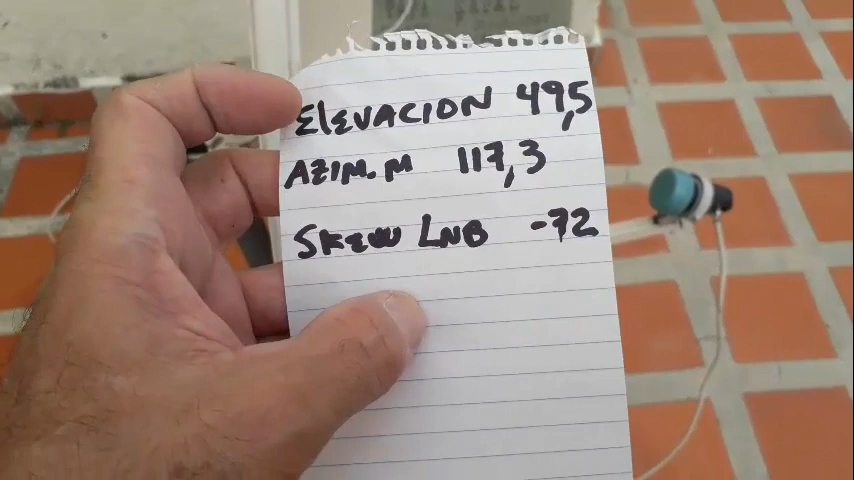 ElEVACION 49,5
AZIM. M 117,3
SKEW LNB -72